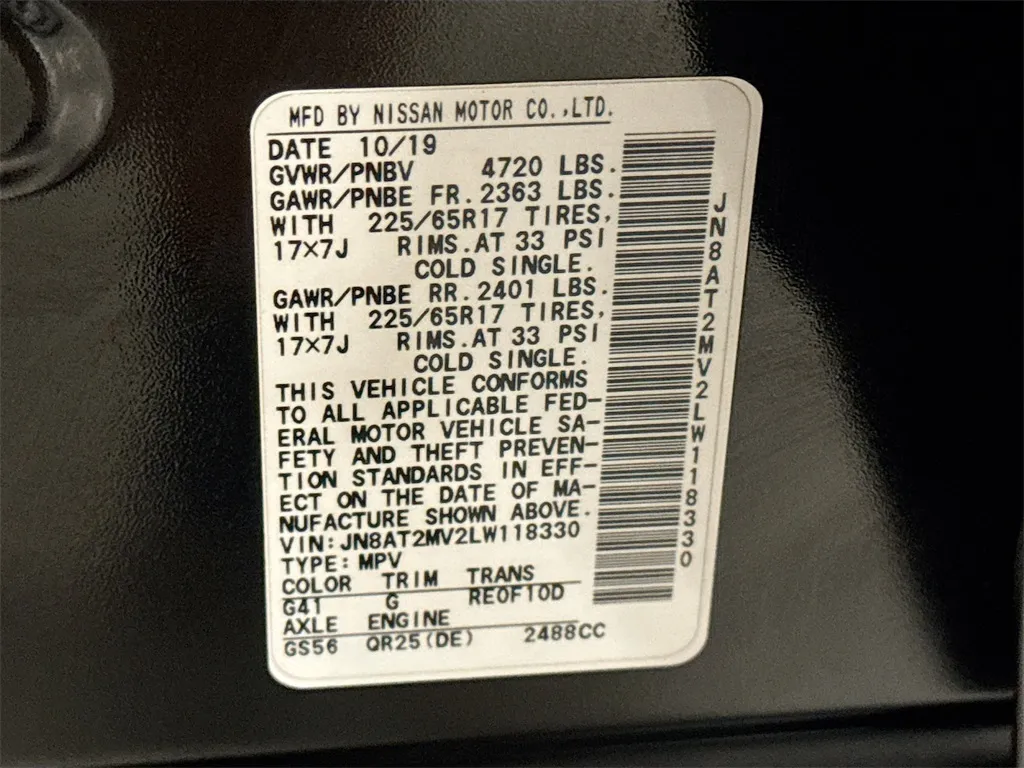 MFD BY NISSAN MOTOR CO.,LTD.
DATE 10/19
GVWR/PNBV 4720 LBS.
GAWR/PNBE FR.2363 LBS.
WITH 225/65R17 TIRES,
17×7J RIMS.AT 33 PSI
COLD SINGLE.
GAWR/PNBE RR.2401 LBS.
WITH 225/65R17 TIRES,
17×7J RIMS.AT 33 PSI
COLD SINGLE.
THIS VEHICLE CONFORMS
TO ALL APPLICABLE FED-
ERAL MOTOR VEHICLE SA-
FETY AND THEFT PREVEN-
TION STANDARDS IN EFF-
ECT ON THE DATE OF MA-
NUFACTURE SHOWN ABOVE.
VIN:JN8AT2MV2LW118330
TYPE:MPV
COLOR TRIM TRANS
G41 G RE0F10D
AXLE ENGINE
GS56 QR25(DE) 2488CC
JN8AT2MV2LW118330